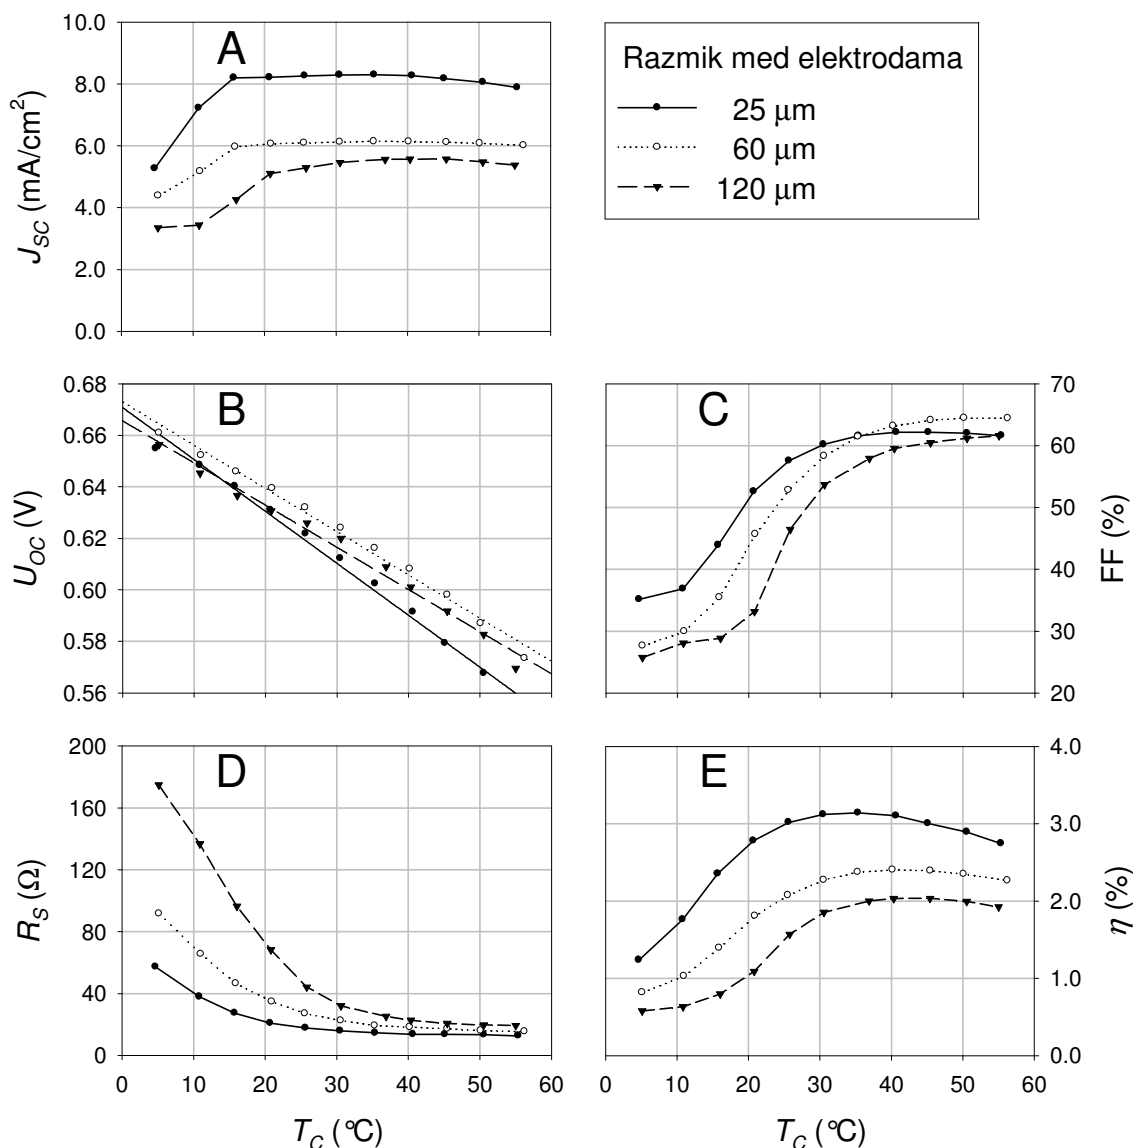 10.0
8.0
6.0
4.0
2.0
0.0
J_SC (mA/cm²)
A
Razmik med elektrodama
25 μm
60 μm
120 μm
0.68
0.66
0.64
0.62
0.60
0.58
0.56
U_OC (V)
B
C
70
60
50
40
30
20
FF (%)
200
160
120
80
40
0
R_S (Ω)
D
0 10 20 30 40 50 60
T_C (°C)
E
4.0
3.0
2.0
1.0
0.0
η (%)
0 10 20 30 40 50 60
T_C (°C)